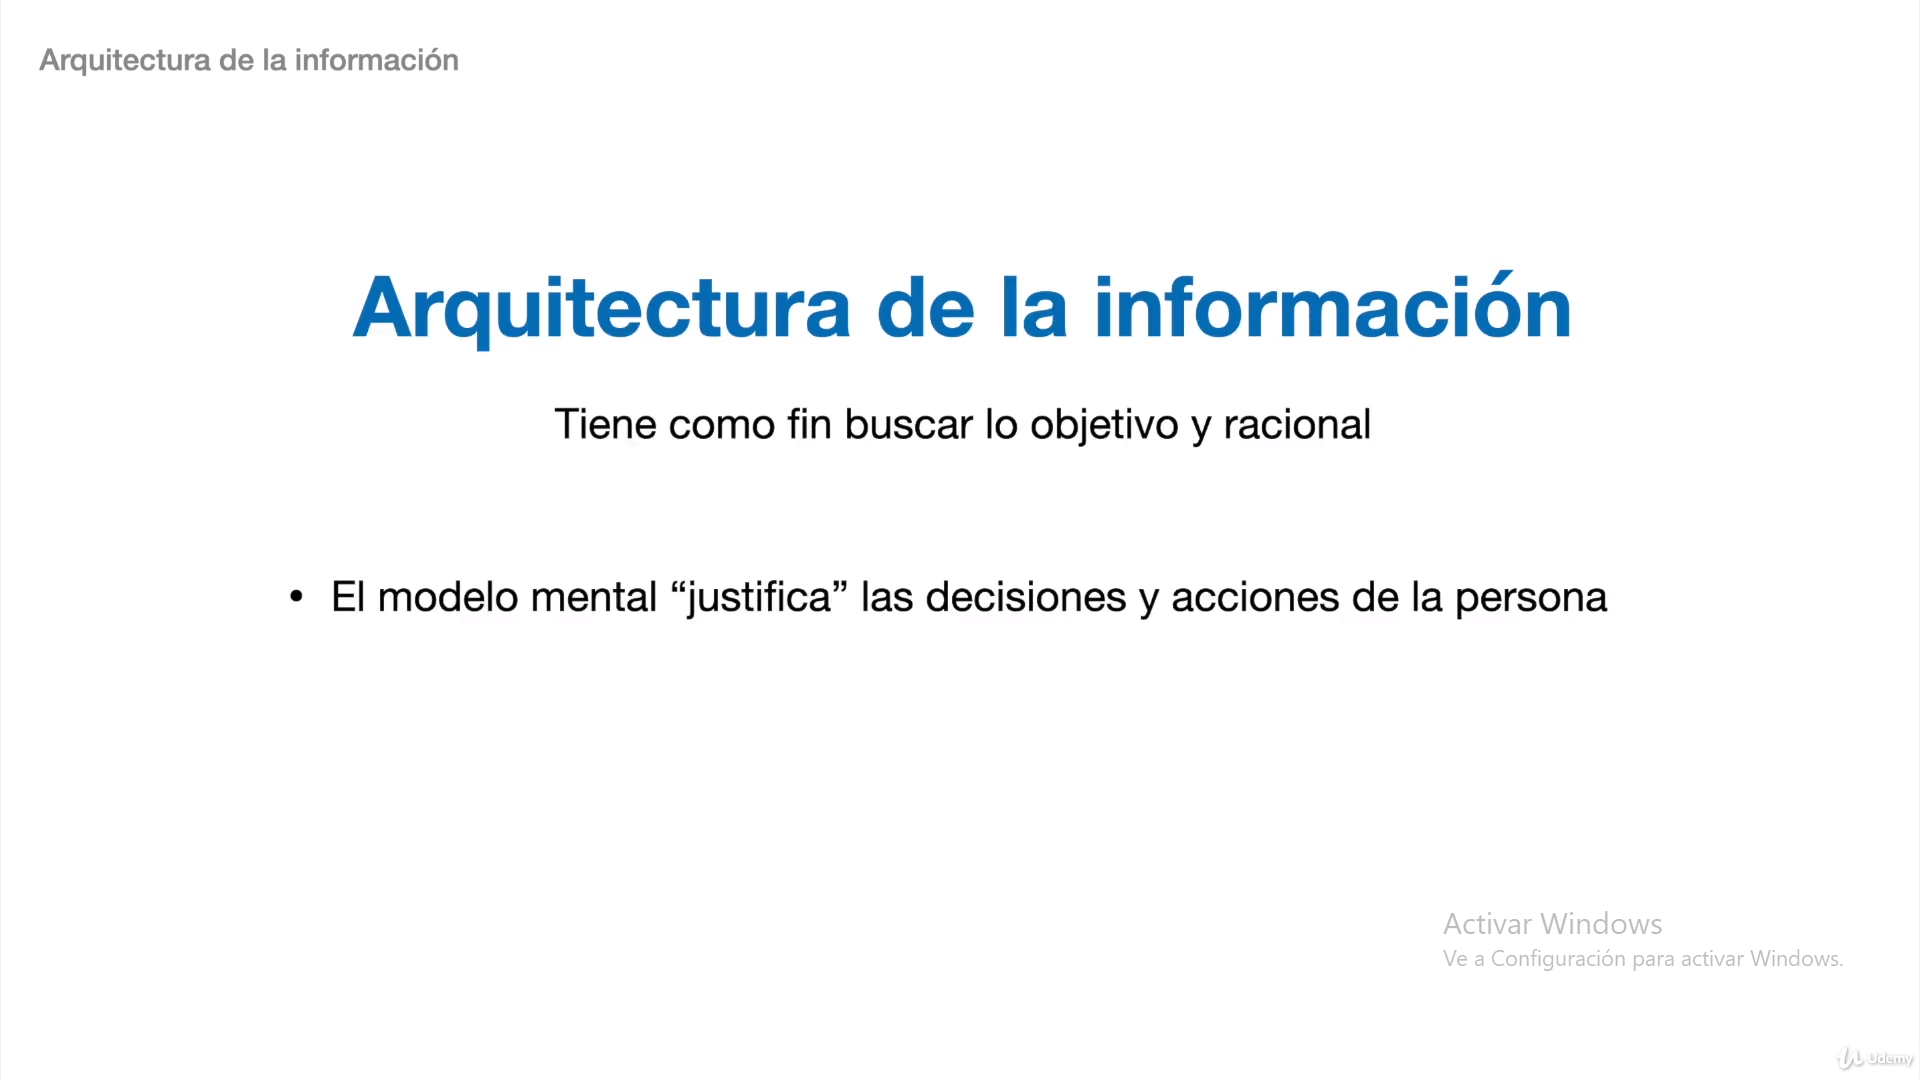 Arquitectura de la información
Arquitectura de la información
Tiene como fin buscar lo objetivo y racional
• El modelo mental “justifica” las decisiones y acciones de la persona
Activar Windows
Ve a Configuración para activar Windows.
Udemy